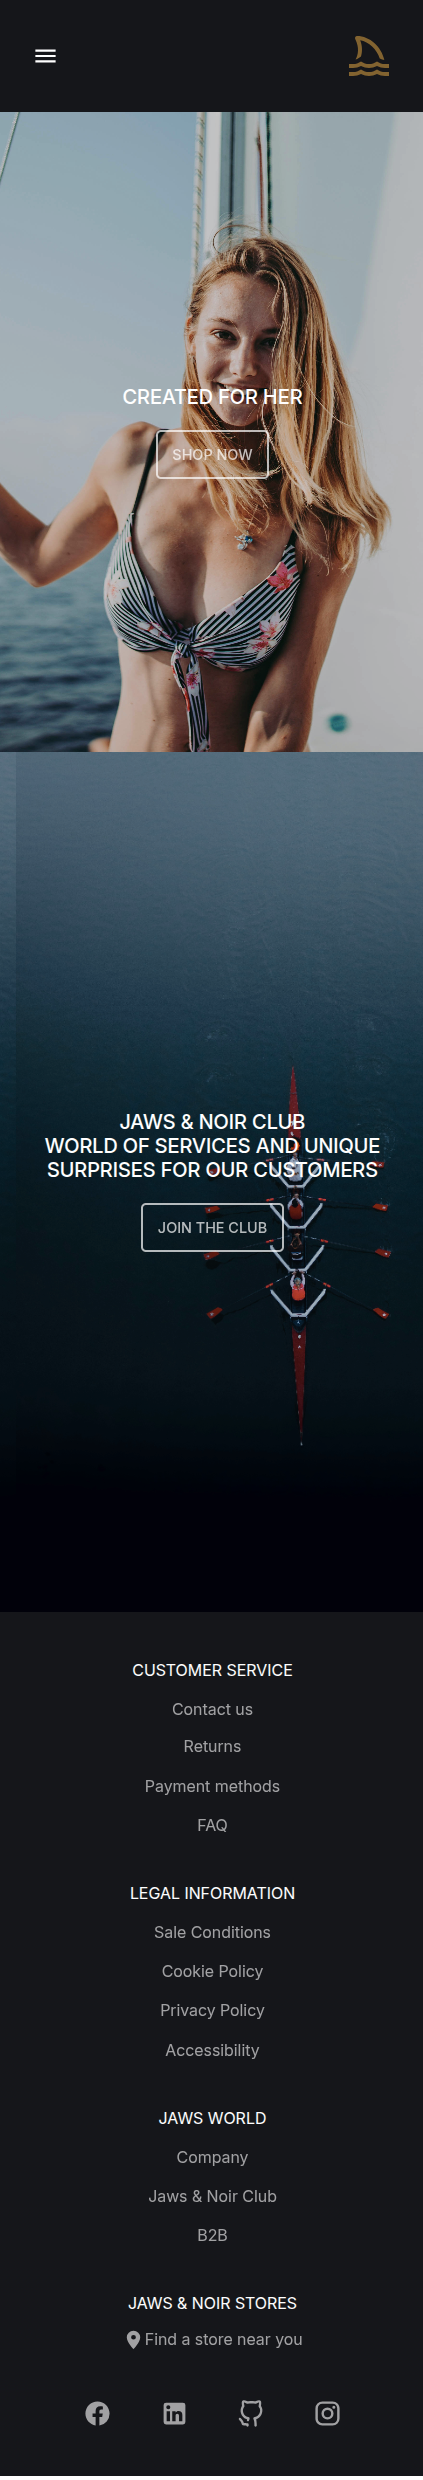 CREATED FOR HER
SHOP NOW
JAWS & NOIR CLUB
WORLD OF SERVICES AND UNIQUE
SURPRISES FOR OUR CUSTOMERS
JOIN THE CLUB
CUSTOMER SERVICE
Contact us
Returns
Payment methods
FAQ
LEGAL INFORMATION
Sale Conditions
Cookie Policy
Privacy Policy
Accessibility
JAWS WORLD
Company
Jaws & Noir Club
B2B
JAWS & NOIR STORES
Find a store near you